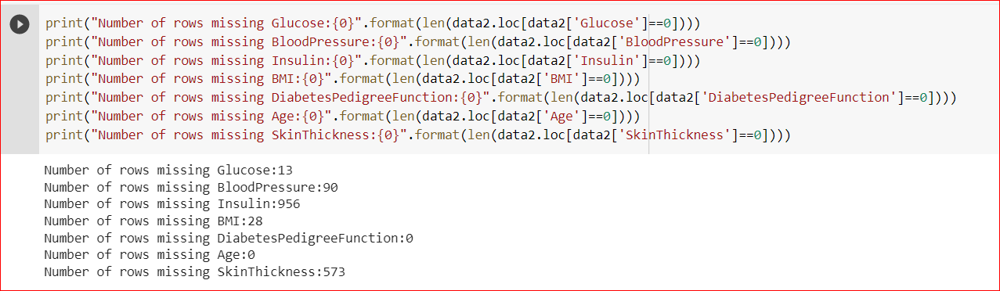 print("Number of rows missing Glucose:{0}".format(len(data2.loc[data2['Glucose']==0])))
print("Number of rows missing BloodPressure:{0}".format(len(data2.loc[data2['BloodPressure']==0])))
print("Number of rows missing Insulin:{0}".format(len(data2.loc[data2['Insulin']==0])))
print("Number of rows missing BMI:{0}".format(len(data2.loc[data2['BMI']==0])))
print("Number of rows missing DiabetesPedigreeFunction:{0}".format(len(data2.loc[data2['DiabetesPedigreeFunction']==0])))
print("Number of rows missing Age:{0}".format(len(data2.loc[data2['Age']==0])))
print("Number of rows missing SkinThickness:{0}".format(len(data2.loc[data2['SkinThickness']==0])))
Number of rows missing Glucose:13
Number of rows missing BloodPressure:90
Number of rows missing Insulin:956
Number of rows missing BMI:28
Number of rows missing DiabetesPedigreeFunction:0
Number of rows missing Age:0
Number of rows missing SkinThickness:573